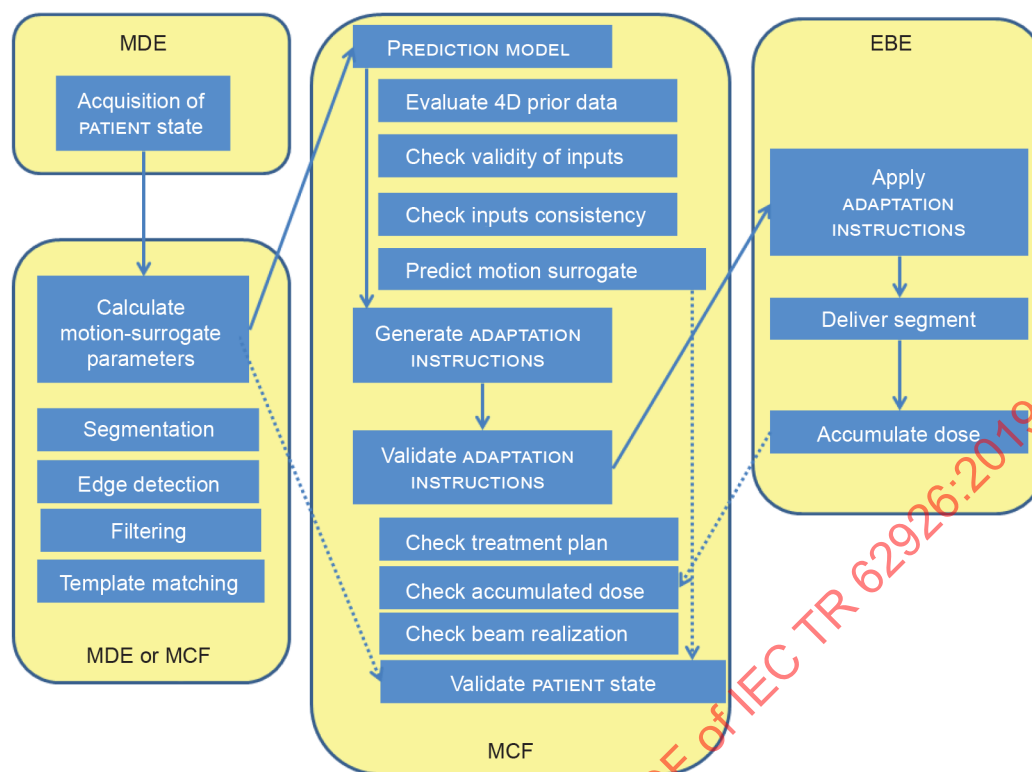 MDE
Acquisition of
PATIENT state
Calculate
motion-surrogate
parameters
Segmentation
Edge detection
Filtering
Template matching
MDE or MCF
PREDICTION MODEL
Evaluate 4D prior data
Check validity of inputs
Check inputs consistency
Predict motion surrogate
Generate ADAPTATION
INSTRUCTIONS
Validate ADAPTATION
INSTRUCTIONS
Check treatment plan
Check accumulated dose
Check beam realization
Validate PATIENT state
MCF
EBE
Apply
ADAPTATION
INSTRUCTIONS
Deliver segment
Accumulate dose
of IEC TR 62926:2019